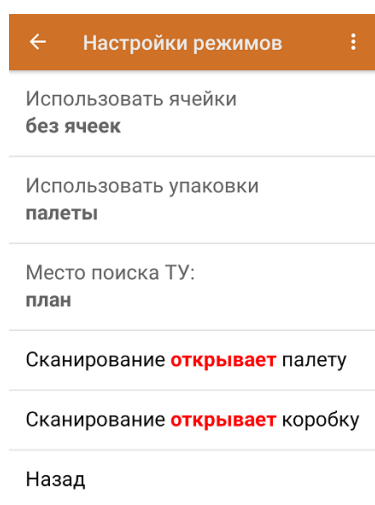 Настройки режимов
Использовать ячейки
без ячеек
Использовать упаковки
палеты
Место поиска ТУ:
план
Сканирование открывает палету
Сканирование открывает коробку
Назад